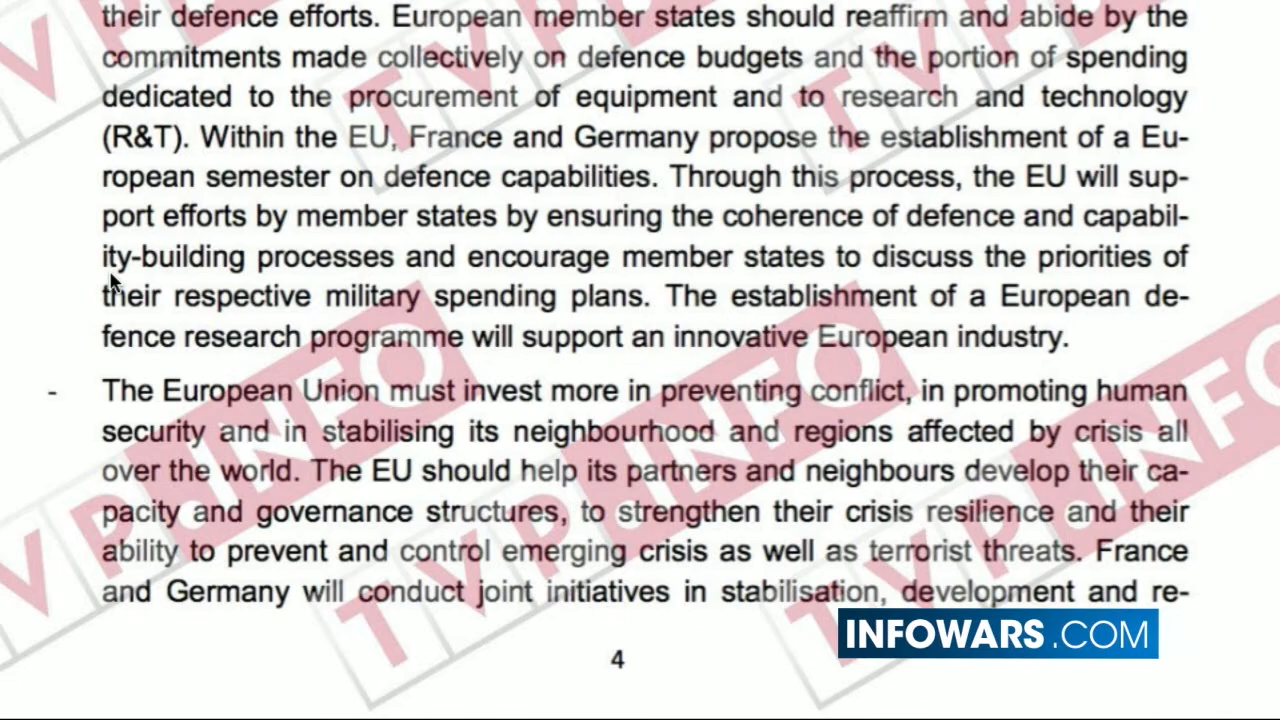 their defence efforts. European member states should reaffirm and abide by the
commitments made collectively on defence budgets and the portion of spending
dedicated to the procurement of equipment and to research and technology
(R&T). Within the EU, France and Germany propose the establishment of a Eu-
ropean semester on defence capabilities. Through this process, the EU will sup-
port efforts by member states by ensuring the coherence of defence and capabil-
ity-building processes and encourage member states to discuss the priorities of
their respective military spending plans. The establishment of a European de-
fence research programme will support an innovative European industry.
- The European Union must invest more in preventing conflict, in promoting human
security and in stabilising its neighbourhood and regions affected by crisis all
over the world. The EU should help its partners and neighbours develop their ca-
pacity and governance structures, to strengthen their crisis resilience and their
ability to prevent and control emerging crisis as well as terrorist threats. France
and Germany will conduct joint initiatives in stabilisation, development and re-
INFOWARS.COM
4
TVP INFO
TVP INFO
TVP INFO